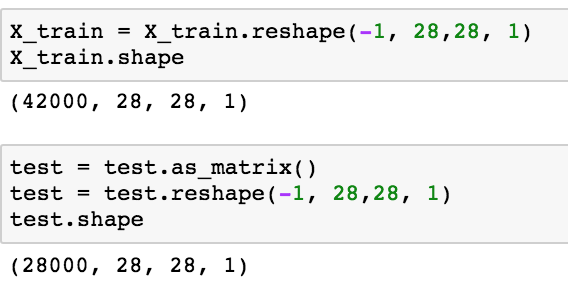 X_train = X_train.reshape(-1, 28,28, 1)
X_train.shape
(42000, 28, 28, 1)
test = test.as_matrix()
test = test.reshape(-1, 28,28, 1)
test.shape
(28000, 28, 28, 1)